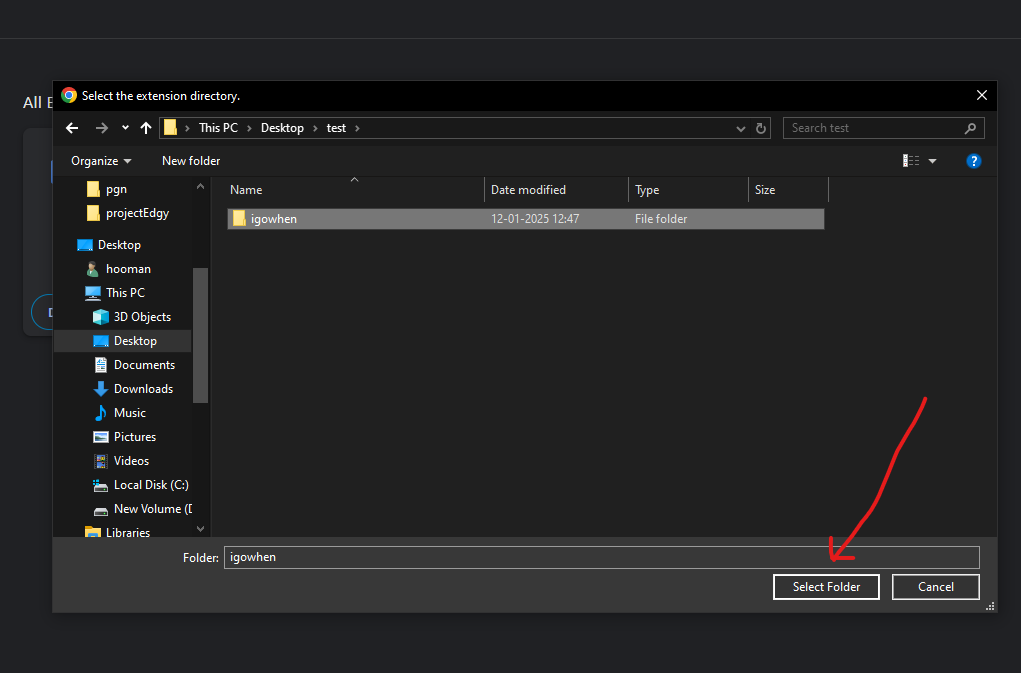 All E
Select the extension directory.
This PC
Desktop
test
Search test
Organize
New folder
?
Name
Date modified
Type
Size
pgn
projectEdgy
Desktop
hooman
This PC
3D Objects
Desktop
Documents
Downloads
Music
Pictures
Videos
Local Disk (C:)
New Volume (D
Libraries
igowhen
12-01-2025 12:47
File folder
D
Folder:
igowhen
Select Folder
Cancel